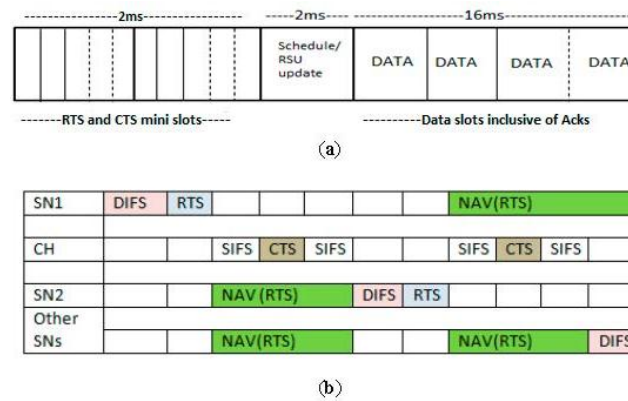 -------------2ms-------------- ------2ms------ -------------16ms--------------
Schedule/
RSU
update
DATA DATA DATA DATA
-------RTS and CTS mini slots------- --------Data slots inclusive of Acks
(a)
SN1 DIFS RTS NAV(RTS)
CH SIFS CTS SIFS SIFS CTS SIFS
SN2 NAV (RTS) DIFS RTS
Other
SNs NAV(RTS) NAV(RTS) DIFS
(b)